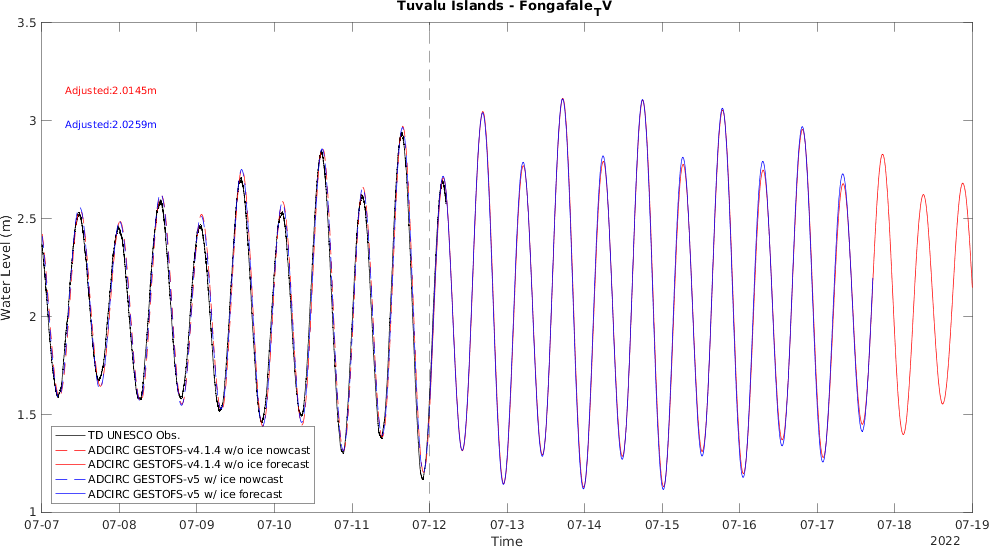 Tuvalu Islands - Fongafale_TV
3.5
3
2.5
2
1.5
1
Water Level (m)
Adjusted:2.0145m
Adjusted:2.0259m
TD UNESCO Obs.
ADCIRC GESTOFS-v4.1.4 w/o ice nowcast
ADCIRC GESTOFS-v4.1.4 w/o ice forecast
ADCIRC GESTOFS-v5 w/ ice nowcast
ADCIRC GESTOFS-v5 w/ ice forecast
07-07 07-08 07-09 07-10 07-11 07-12 07-13 07-14 07-15 07-16 07-17 07-18 07-19
Time
2022